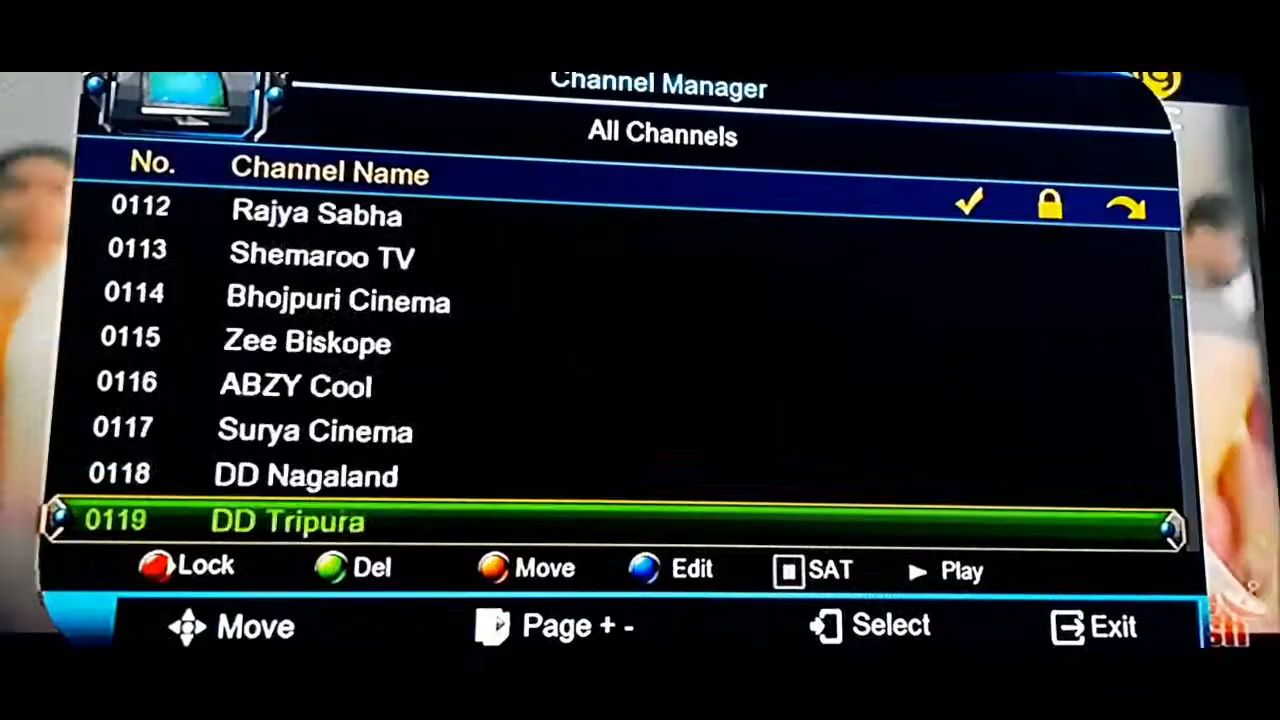 Channel Manager
All Channels
No. Channel Name
0112 Rajya Sabha
0113 Shemaroo TV
0114 Bhojpuri Cinema
0115 Zee Biskope
0116 ABZY Cool
0117 Surya Cinema
0118 DD Nagaland
0119 DD Tripura
Lock Del Move Edit SAT Play
Move Page + - Select Exit